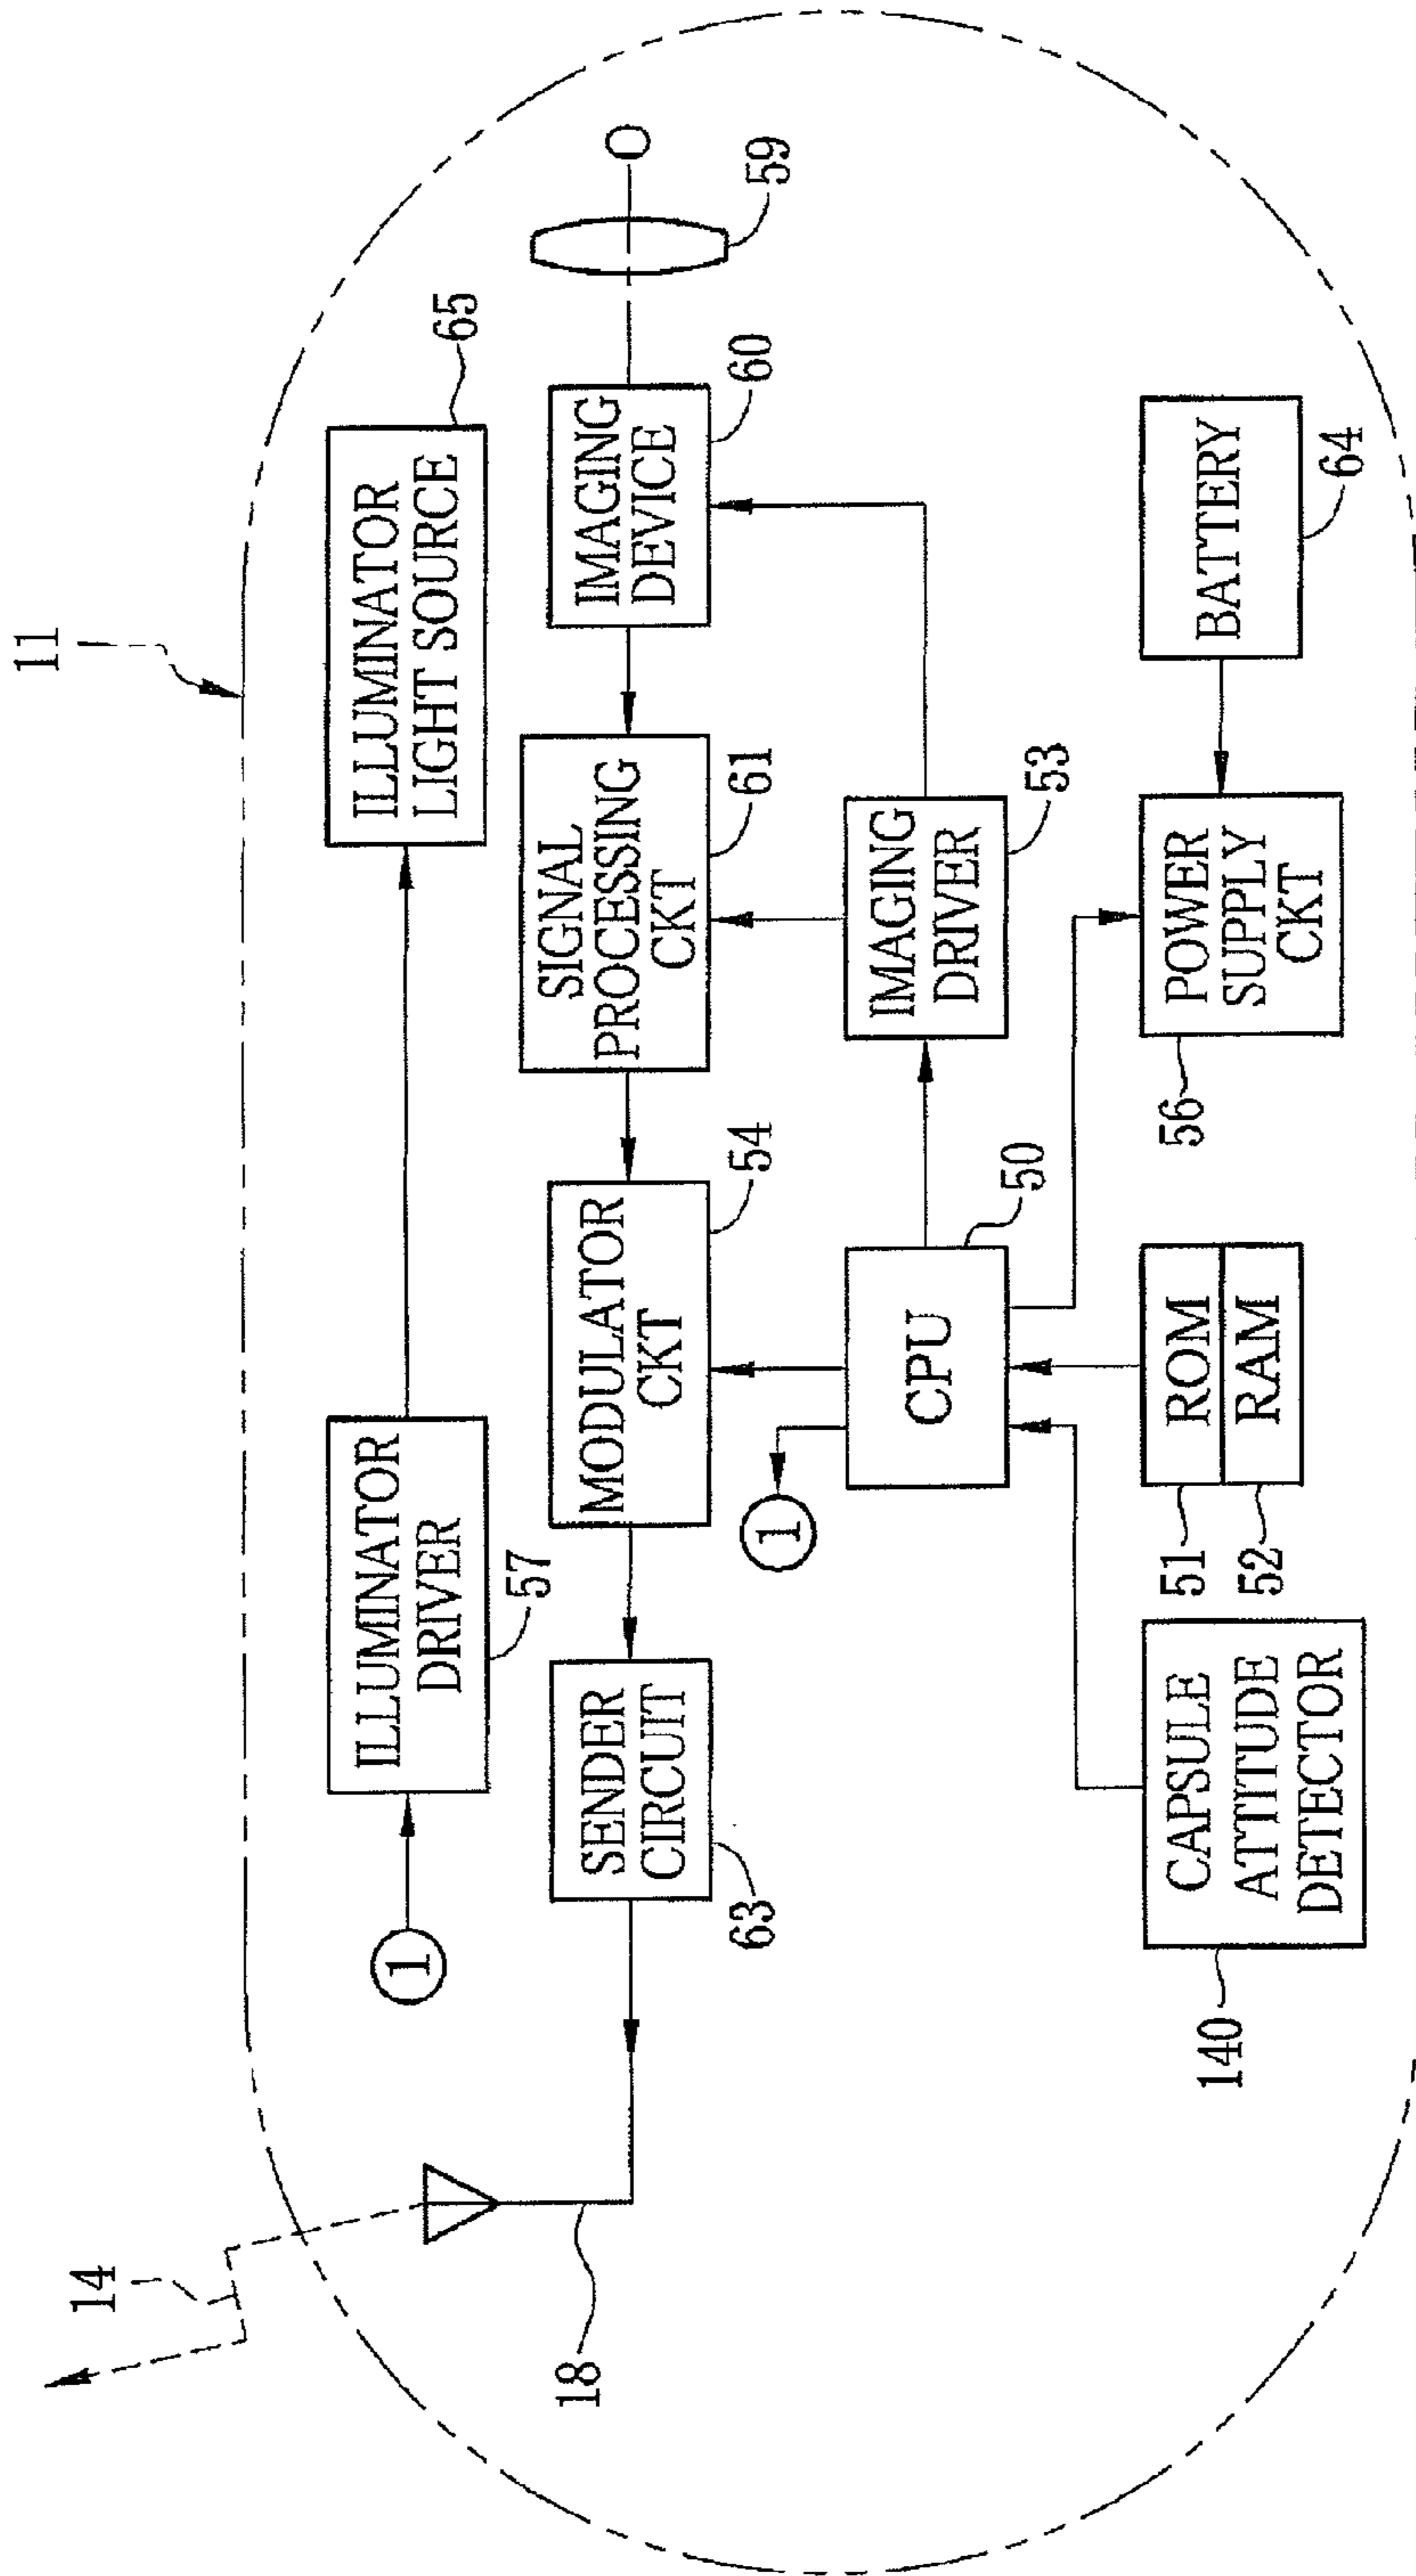 11
14
ILLUMINATOR
LIGHT SOURCE
65
ILLUMINATOR
DRIVER
57
1
O
59
IMAGING
DEVICE
60
SIGNAL
PROCESSING
CKT
61
MODULATOR
CKT
54
SENDER
CIRCUIT
63
18
1
IMAGING
DRIVER
53
CPU
50
BATTERY
64
POWER
SUPPLY
CKT
56
ROM
RAM
51
52
CAPSULE
ATTITUDE
DETECTOR
140